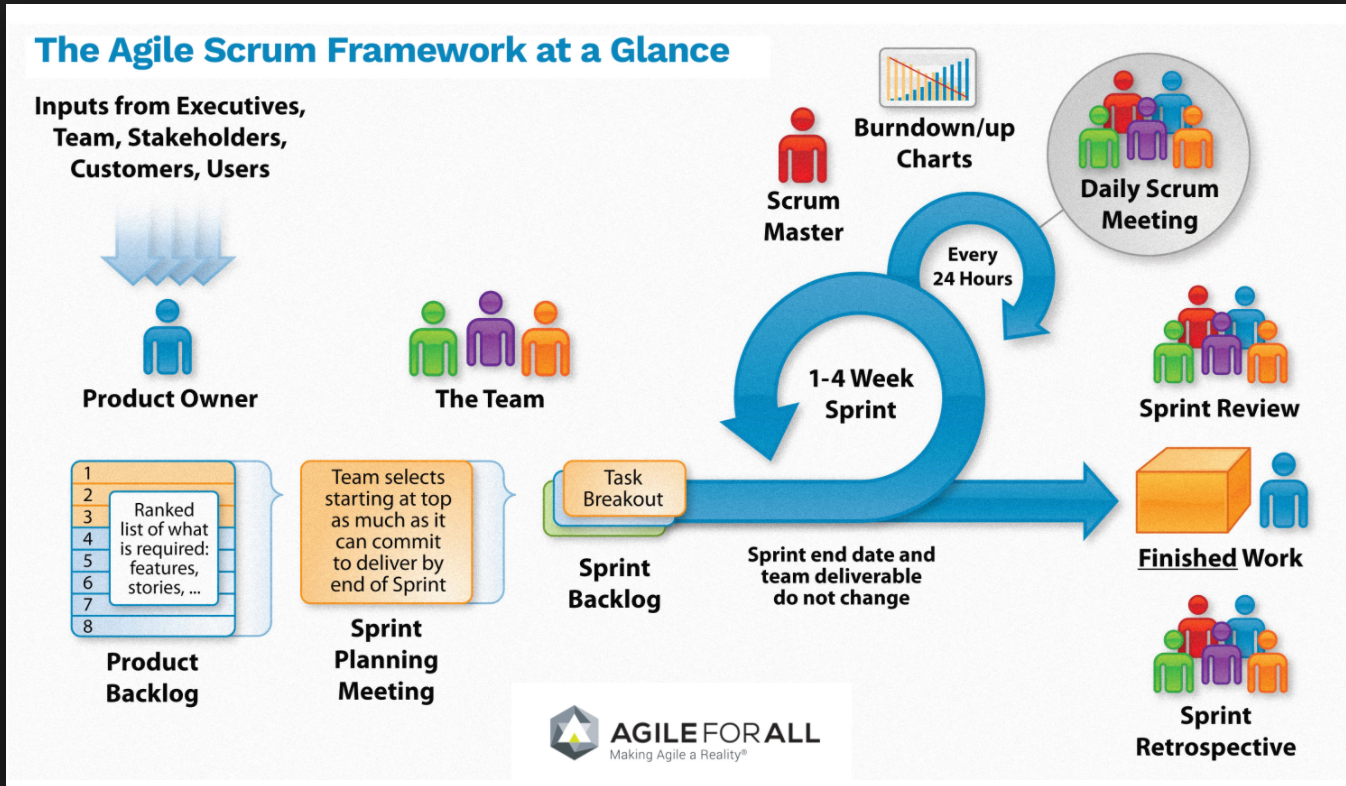 The Agile Scrum Framework at a Glance
Inputs from Executives,
Team, Stakeholders,
Customers, Users
Product Owner
The Team
Scrum
Master
Burndown/up
Charts
Daily Scrum
Meeting
Every
24 Hours
1-4 Week
Sprint
Sprint Review
1
2
3
4
5
6
7
8
Ranked
list of what
is required:
features,
stories, ...
Product
Backlog
Team selects
starting at top
as much as it
can commit
to deliver by
end of Sprint
Sprint
Planning
Meeting
Task
Breakout
Sprint
Backlog
Sprint end date and
team deliverable
do not change
Finished Work
Sprint
Retrospective
AGILE FOR ALL
Making Agile a Reality®